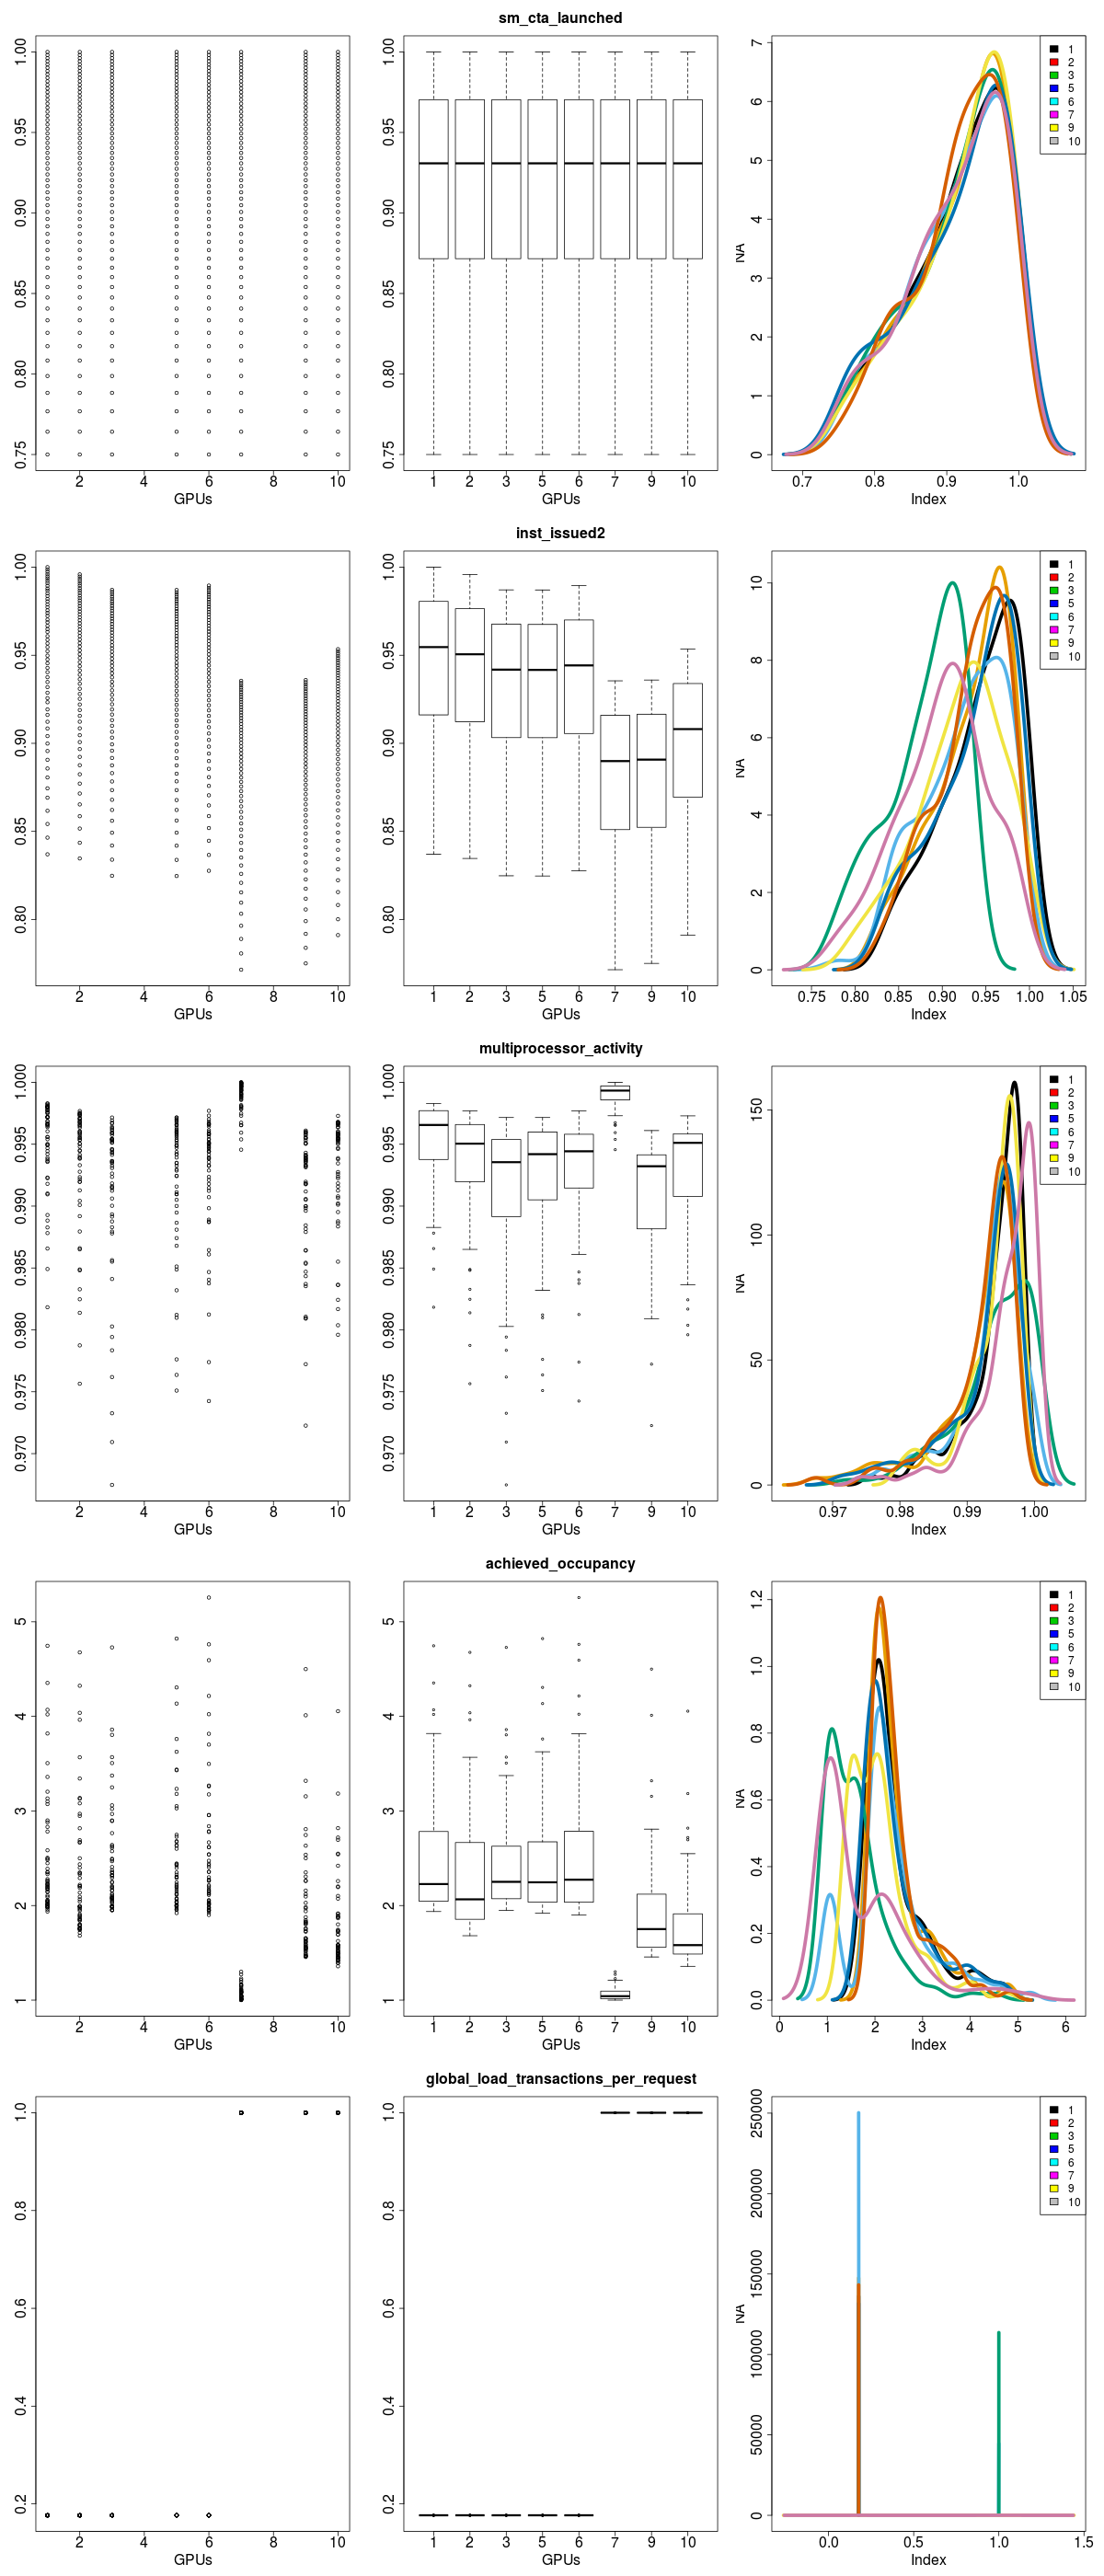 sm_cta_launched
0.75 0.80 0.85 0.90 0.95 1.00
2 4 6 8 10
GPUs
0.75 0.80 0.85 0.90 0.95 1.00
1 2 3 5 6 7 9 10
GPUs
0 1 2 3 4 5 6 7
NA
0.7 0.8 0.9 1.0
Index
1
2
3
5
6
7
9
10
inst_issued2
0.80 0.85 0.90 0.95 1.00
2 4 6 8 10
GPUs
0.80 0.85 0.90 0.95 1.00
1 2 3 5 6 7 9 10
GPUs
0 2 4 6 8 10
NA
0.75 0.80 0.85 0.90 0.95 1.00 1.05
Index
1
2
3
5
6
7
9
10
multiprocessor_activity
0.970 0.975 0.980 0.985 0.990 0.995 1.000
2 4 6 8 10
GPUs
0.970 0.975 0.980 0.985 0.990 0.995 1.000
1 2 3 5 6 7 9 10
GPUs
0 50 100 150
NA
0.97 0.98 0.99 1.00
Index
1
2
3
5
6
7
9
10
achieved_occupancy
1 2 3 4 5
2 4 6 8 10
GPUs
1 2 3 4 5
1 2 3 5 6 7 9 10
GPUs
0.0 0.2 0.4 0.6 0.8 1.0 1.2
NA
0 1 2 3 4 5 6
Index
1
2
3
5
6
7
9
10
global_load_transactions_per_request
0.2 0.4 0.6 0.8 1.0
2 4 6 8 10
GPUs
0.2 0.4 0.6 0.8 1.0
1 2 3 5 6 7 9 10
GPUs
0 50000 100000 150000 200000 250000
NA
0.0 0.5 1.0 1.5
Index
1
2
3
5
6
7
9
10